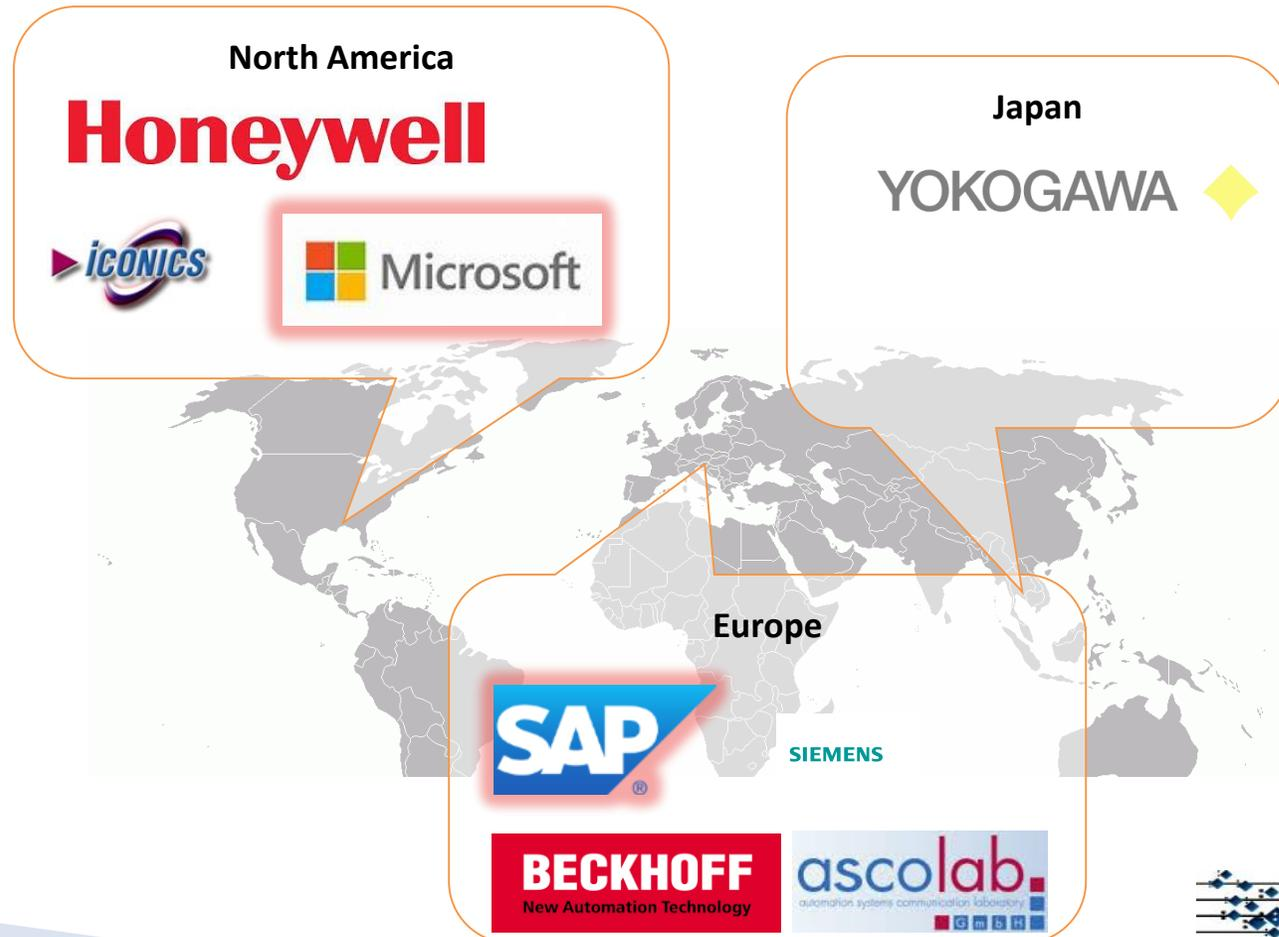 North America
Honeywell
ICONICS
Microsoft
Japan
YOKOGAWA
Europe
SAP
®
SIEMENS
BECKHOFF
New Automation Technology
ascolab.
automation systems communication laboratory
GmbH